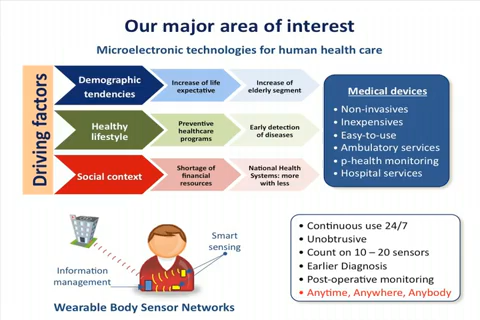 Our major area of interest
Microelectronic technologies for human health care
Driving factors
Demographic
tendencies
Increase of life
expectative
Increase of
elderly segment
Healthy
lifestyle
Preventive
healthcare
programs
Early detection
of diseases
Social context
Shortage of
financial
resources
National Health
Systems: more
with less
Medical devices
• Non-invasives
• Inexpensives
• Easy-to-use
• Ambulatory services
• p-health monitoring
• Hospital services
Smart
sensing
Information
management
Wearable Body Sensor Networks
• Continuous use 24/7
• Unobtrusive
• Count on 10 – 20 sensors
• Earlier Diagnosis
• Post-operative monitoring
• Anytime, Anywhere, Anybody